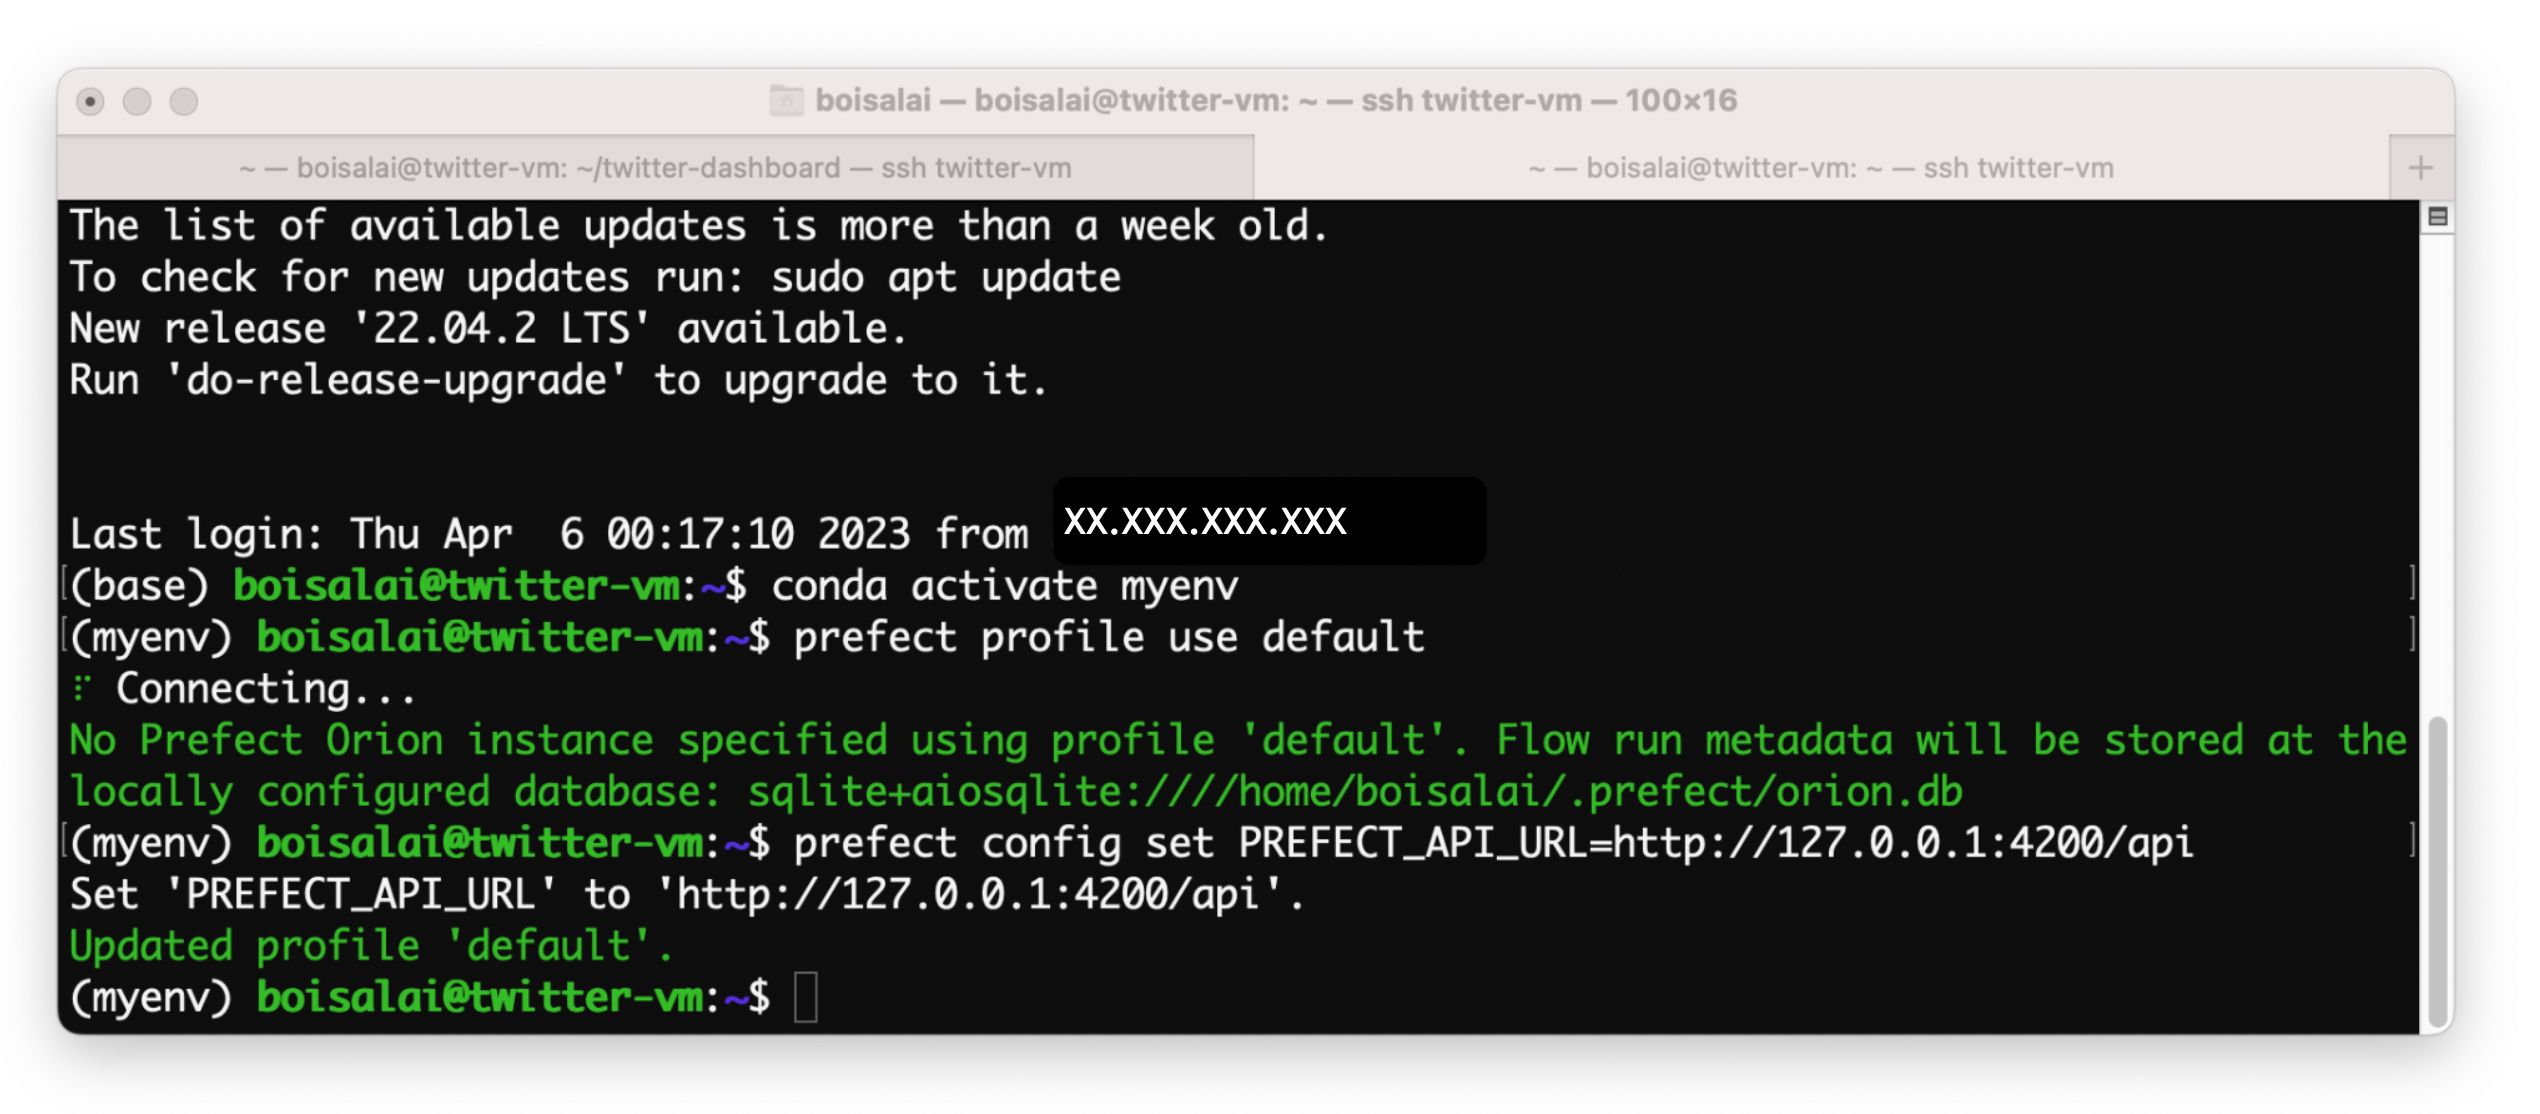 boisalai — boisalai@twitter-vm: ~ — ssh twitter-vm — 100×16
~ — boisalai@twitter-vm: ~/twitter-dashboard — ssh twitter-vm
~ — boisalai@twitter-vm: ~ — ssh twitter-vm
+
The list of available updates is more than a week old.
To check for new updates run: sudo apt update
New release '22.04.2 LTS' available.
Run 'do-release-upgrade' to upgrade to it.
Last login: Thu Apr  6 00:17:10 2023 from XX.XXX.XXX.XXX
[(base) boisalai@twitter-vm:~$ conda activate myenv ]
[(myenv) boisalai@twitter-vm:~$ prefect profile use default ]
⠏ Connecting...
No Prefect Orion instance specified using profile 'default'. Flow run metadata will be stored at the
locally configured database: sqlite+aiosqlite:////home/boisalai/.prefect/orion.db
[(myenv) boisalai@twitter-vm:~$ prefect config set PREFECT_API_URL=http://127.0.0.1:4200/api ]
Set 'PREFECT_API_URL' to 'http://127.0.0.1:4200/api'.
Updated profile 'default'.
(myenv) boisalai@twitter-vm:~$